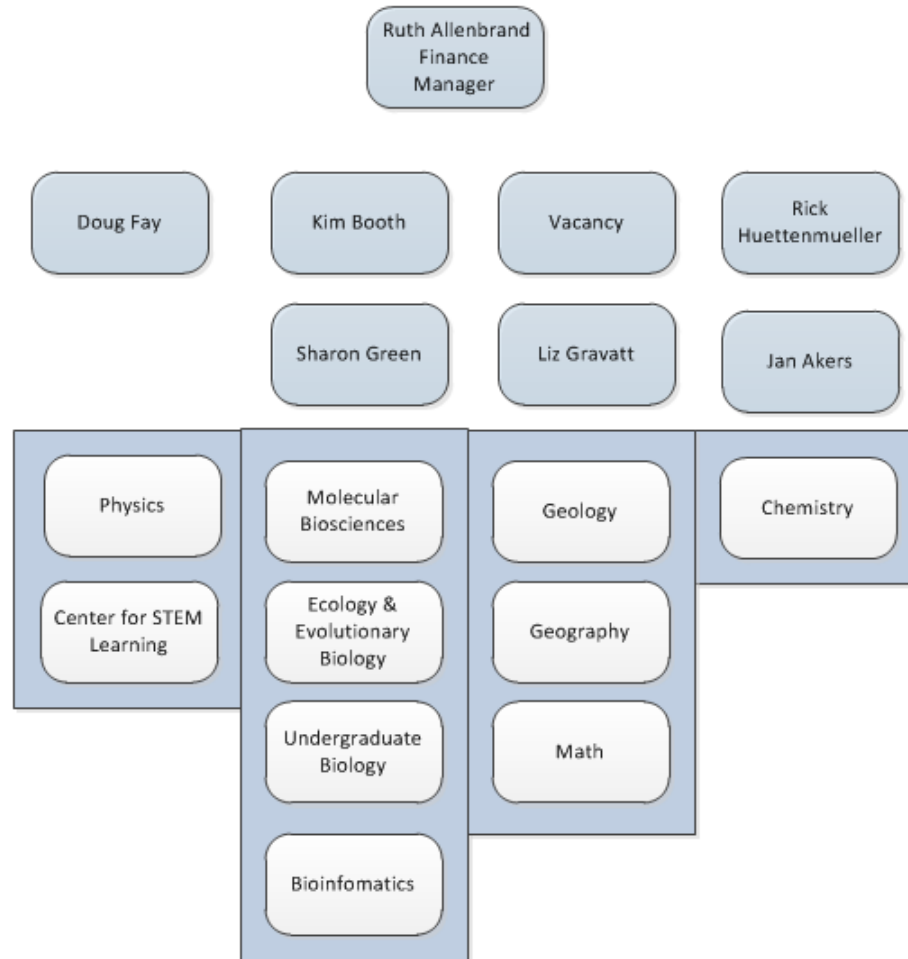 Ruth Allenbrand
Finance
Manager
Doug Fay
Kim Booth
Vacancy
Rick
Huettenmueller
Sharon Green
Liz Gravatt
Jan Akers
Physics
Molecular
Biosciences
Geology
Chemistry
Center for STEM
Learning
Ecology &
Evolutionary
Biology
Geography
Undergraduate
Biology
Math
Bioinfomatics